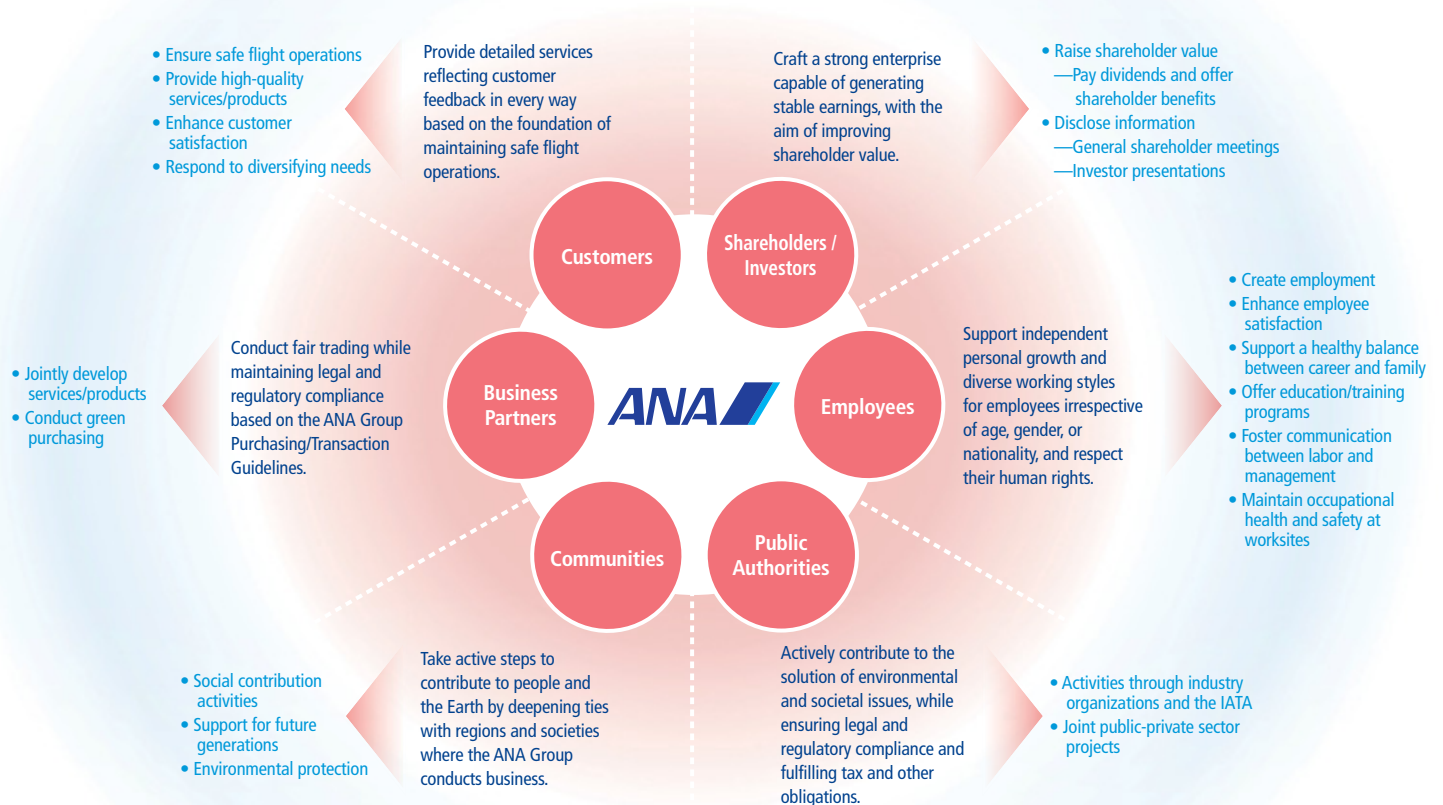 • Ensure safe flight operations
• Provide high-quality
services/products
• Enhance customer
satisfaction
• Respond to diversifying needs
Provide detailed services
reflecting customer
feedback in every way
based on the foundation of
maintaining safe flight
operations.
Customers
Craft a strong enterprise
capable of generating
stable earnings, with the
aim of improving
shareholder value.
• Raise shareholder value
—Pay dividends and offer
shareholder benefits
• Disclose information
—General shareholder meetings
—Investor presentations
Shareholders /
Investors
• Jointly develop
services/products
• Conduct green
purchasing
Conduct fair trading while
maintaining legal and
regulatory compliance
based on the ANA Group
Purchasing/Transaction
Guidelines.
Business
Partners
ANA
Employees
Support independent
personal growth and
diverse working styles
for employees irrespective
of age, gender, or
nationality, and respect
their human rights.
• Create employment
• Enhance employee
satisfaction
• Support a healthy balance
between career and family
• Offer education/training
programs
• Foster communication
between labor and
management
• Maintain occupational
health and safety at
worksites
Communities
• Social contribution
activities
• Support for future
generations
• Environmental protection
Take active steps to
contribute to people and
the Earth by deepening ties
with regions and societies
where the ANA Group
conducts business.
Public
Authorities
Actively contribute to the
solution of environmental
and societal issues, while
ensuring legal and
regulatory compliance and
fulfilling tax and other
obligations.
• Activities through industry
organizations and the IATA
• Joint public-private sector
projects